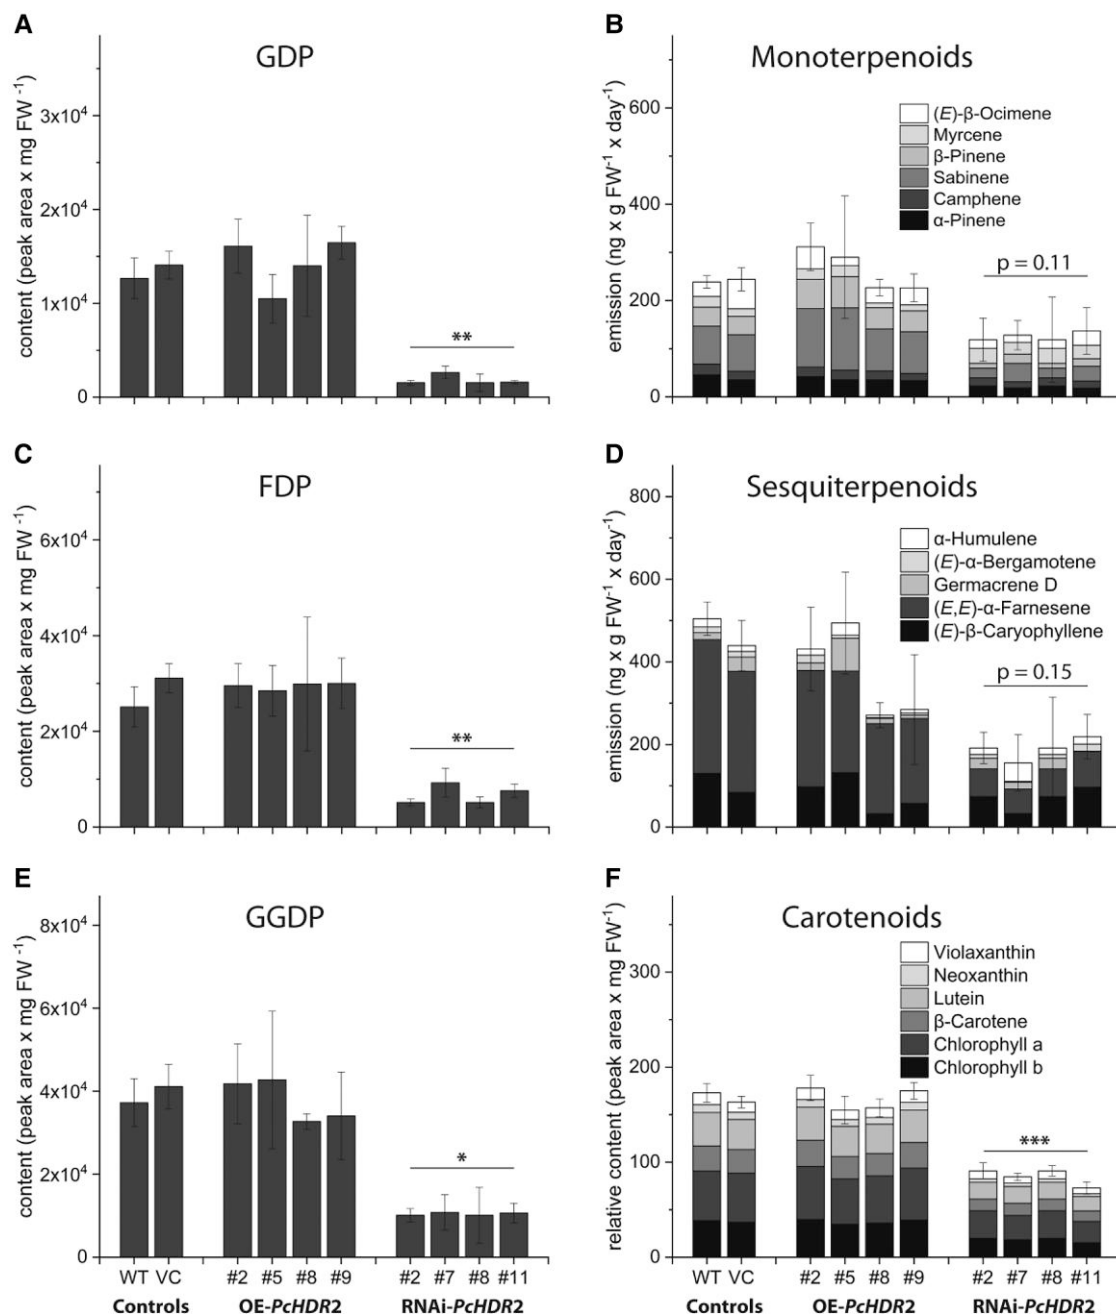 A
GDP
content (peak area x mg FW⁻¹)
3x10⁴
2x10⁴
1x10⁴
0
**
B
Monoterpenoids
emission (ng x g FW⁻¹ x day⁻¹)
600
400
200
0
(E)-β-Ocimene
Myrcene
β-Pinene
Sabinene
Camphene
α-Pinene
p = 0.11
C
FDP
content (peak area x mg FW⁻¹)
6x10⁴
4x10⁴
2x10⁴
0
**
D
Sesquiterpenoids
emission (ng x g FW⁻¹ x day⁻¹)
800
600
400
200
0
α-Humulene
(E)-α-Bergamotene
Germacrene D
(E,E)-α-Farnesene
(E)-β-Caryophyllene
p = 0.15
E
GGDP
content (peak area x mg FW⁻¹)
8x10⁴
6x10⁴
4x10⁴
2x10⁴
0
*
WT VC #2 #5 #8 #9 #2 #7 #8 #11
Controls OE-PcHDR2 RNAi-PcHDR2
F
Carotenoids
relative content (peak area x mg FW⁻¹)
300
200
100
0
Violaxanthin
Neoxanthin
Lutein
β-Carotene
Chlorophyll a
Chlorophyll b
***
WT VC #2 #5 #8 #9 #2 #7 #8 #11
Controls OE-PcHDR2 RNAi-PcHDR2